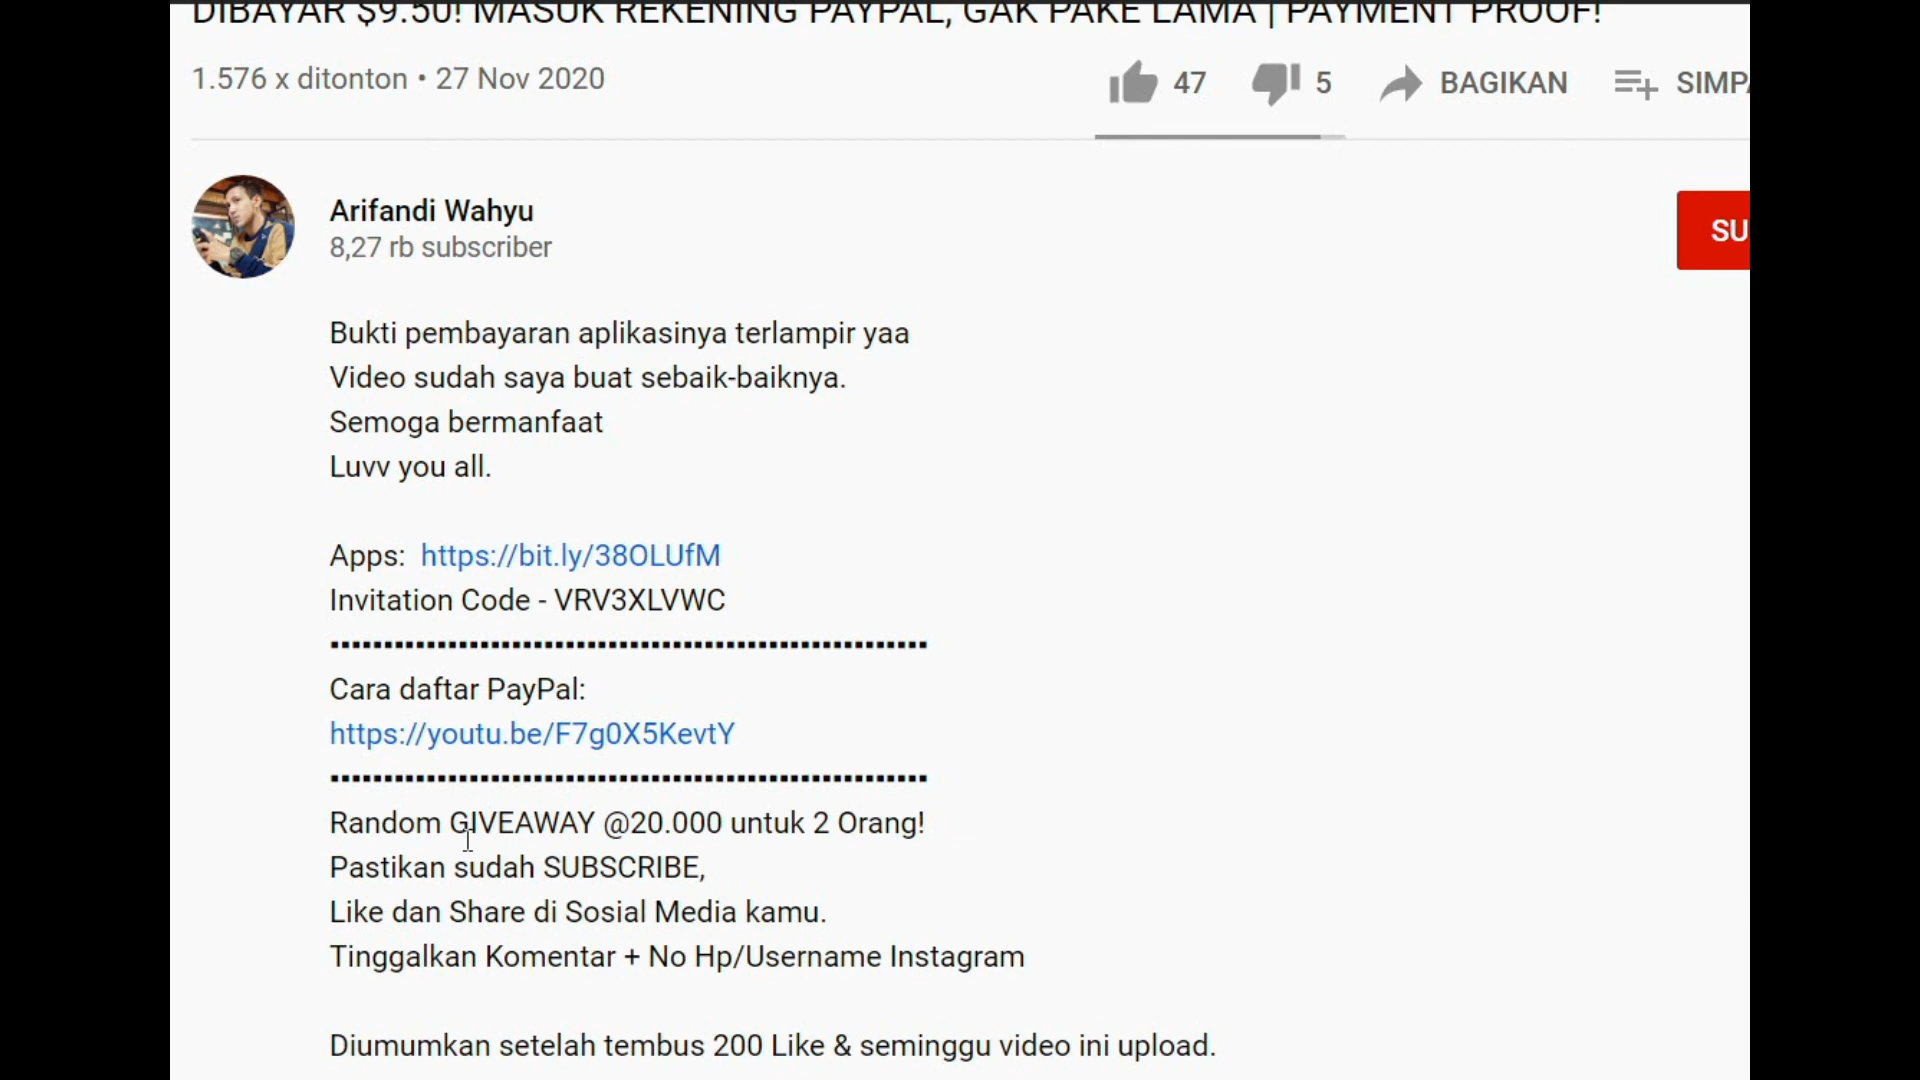 DIBAYAR $9.50! MASUK REKENING PAYPAL, GAK PAKE LAMA | PAYMENT PROOF!
1.576 x ditonton • 27 Nov 2020
47 5 BAGIKAN SIMPA
Arifandi Wahyu
8,27 rb subscriber
SU
Bukti pembayaran aplikasinya terlampir yaa
Video sudah saya buat sebaik-baiknya.
Semoga bermanfaat
Luvv you all.
Apps: https://bit.ly/38OLUfM
Invitation Code - VRV3XLVWC
Cara daftar PayPal:
https://youtu.be/F7g0X5KevtY
Random GIVEAWAY @20.000 untuk 2 Orang!
Pastikan sudah SUBSCRIBE,
Like dan Share di Sosial Media kamu.
Tinggalkan Komentar + No Hp/Username Instagram
Diumumkan setelah tembus 200 Like & seminggu video ini upload.